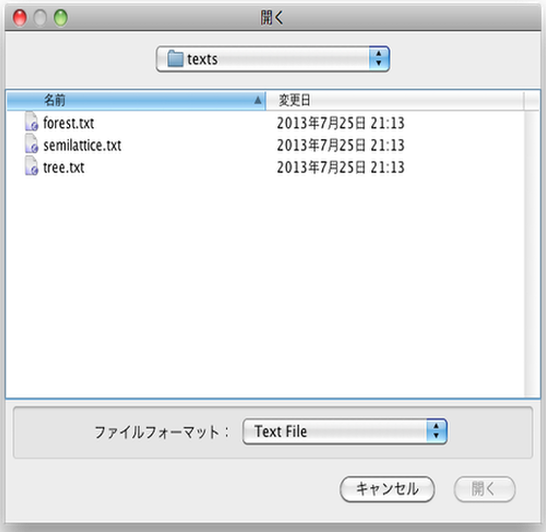 開く
texts
名前 変更日
forest.txt 2013年7月25日 21:13
semilattice.txt 2013年7月25日 21:13
tree.txt 2013年7月25日 21:13
ファイルフォーマット： Text File
キャンセル 開く